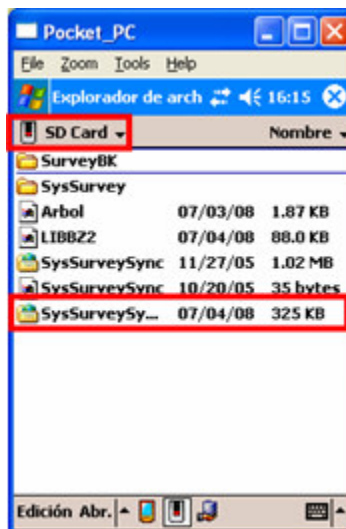 Pocket_PC
File Zoom Tools Help
Explorador de arch 16:15
SD Card Nombre
SurveyBK
SysSurvey
Arbol 07/03/08 1.87 KB
LIBBZ2 07/04/08 88.0 KB
SysSurveySync 11/27/05 1.02 MB
SysSurveySync 10/20/05 35 bytes
SysSurveySy... 07/04/08 325 KB
Edición Abr.